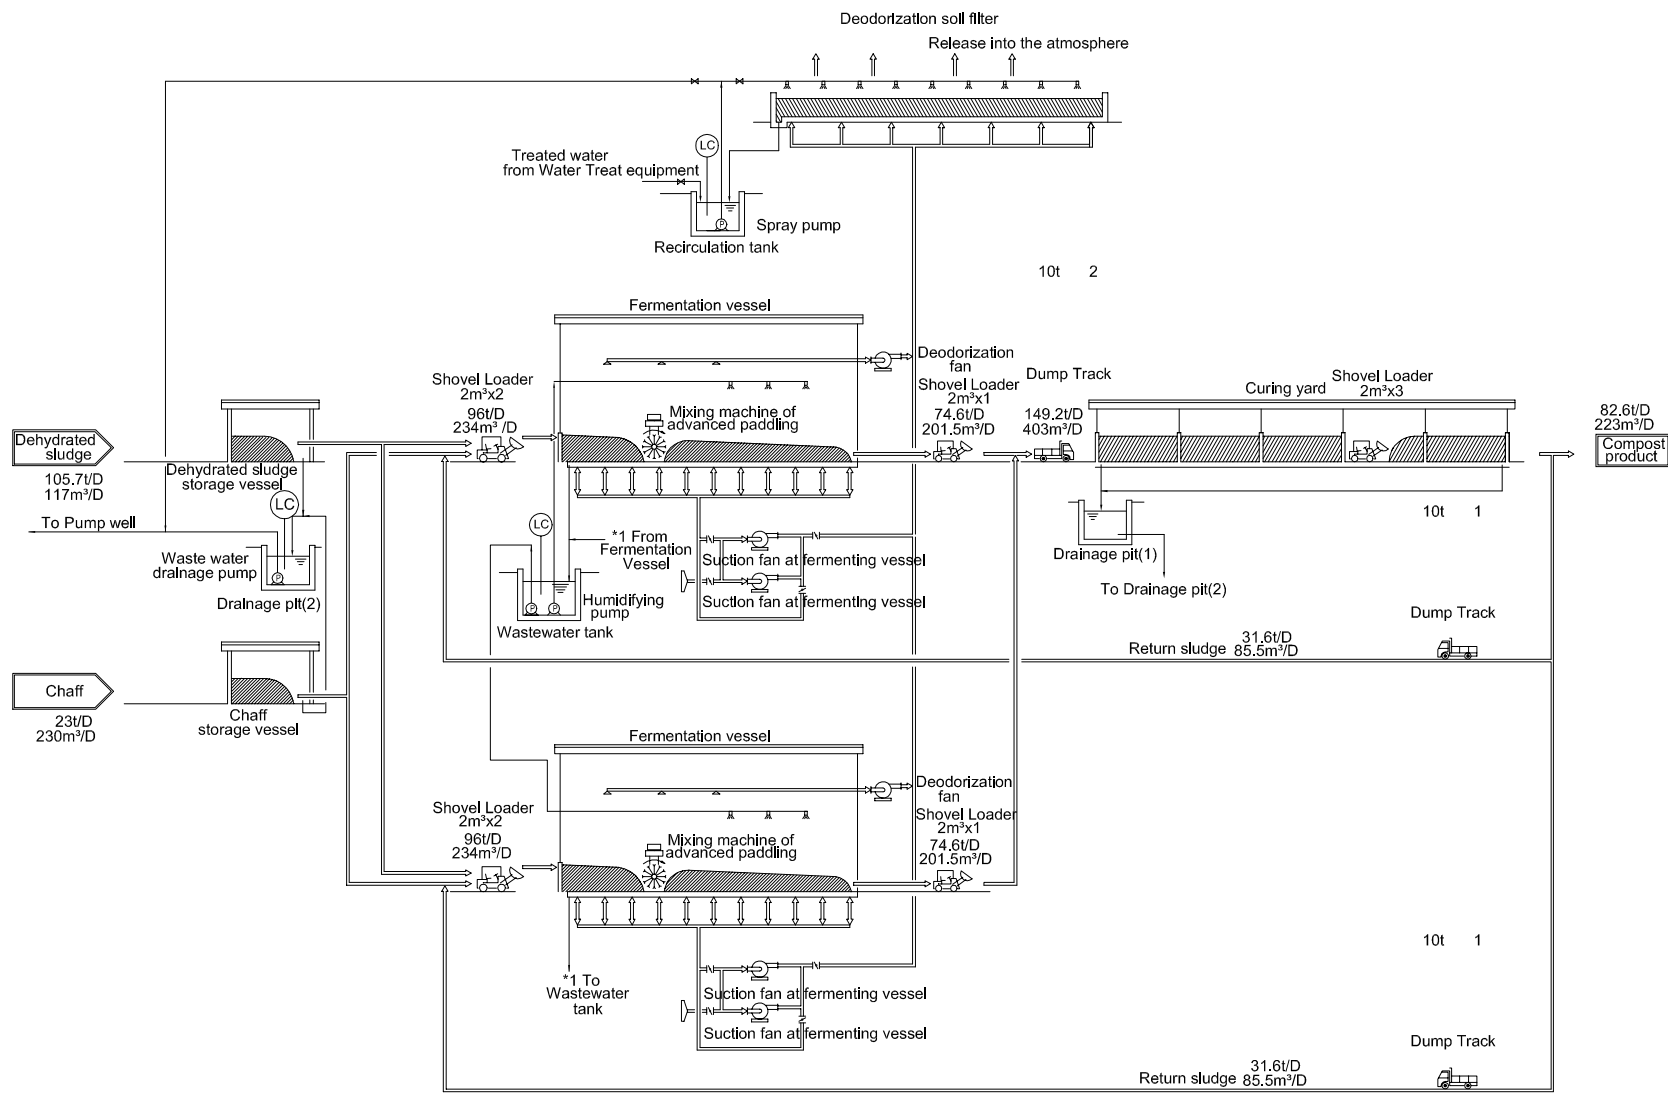 Deodorization soil filter
Release into the atmosphere
LC
Treated water
from Water Treat equipment
P
Spray pump
Recirculation tank
10t 2
Fermentation vessel
Deodorization
fan
Shovel Loader
2m³x2
96t/D
234m³/D
Mixing machine of
advanced paddling
Shovel Loader
2m³x1
74.6t/D
201.5m³/D
Dump Track
149.2t/D
403m³/D
Curing yard
Shovel Loader
2m³x3
82.6t/D
223m³/D
Compost
product
Dehydrated
sludge
105.7t/D
117m³/D
Dehydrated sludge
storage vessel
LC
To Pump well
Waste water
drainage pump
P
Drainage pit(2)
LC
*1 From
Fermentation
Vessel
P
P
Humidifying
pump
Wastewater tank
Suction fan at fermenting vessel
Suction fan at fermenting vessel
Drainage pit(1)
To Drainage pit(2)
10t 1
Dump Track
Return sludge
31.6t/D
85.5m³/D
Chaff
23t/D
230m³/D
Chaff
storage vessel
Fermentation vessel
Deodorization
fan
Shovel Loader
2m³x2
96t/D
234m³/D
Mixing machine of
advanced paddling
Shovel Loader
2m³x1
74.6t/D
201.5m³/D
*1 To
Wastewater
tank
Suction fan at fermenting vessel
Suction fan at fermenting vessel
10t 1
Dump Track
Return sludge
31.6t/D
85.5m³/D